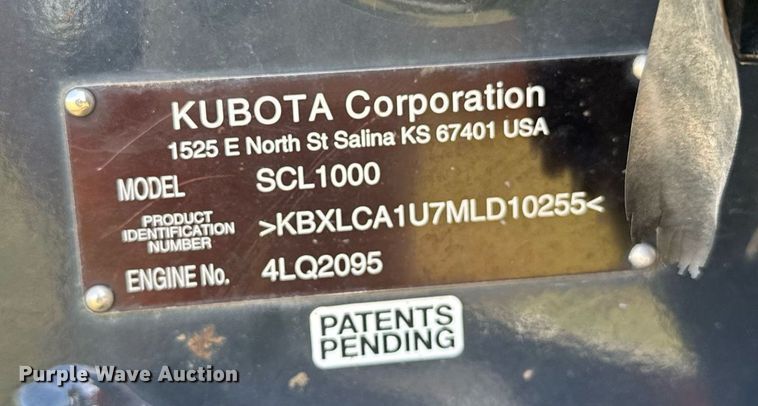 KUBOTA Corporation
1525 E North St Salina KS 67401 USA
MODEL SCL1000
PRODUCT IDENTIFICATION NUMBER >KBXLCA1U7MLD10255<
ENGINE No. 4LQ2095
PATENTS
PENDING
Purple Wave Auction